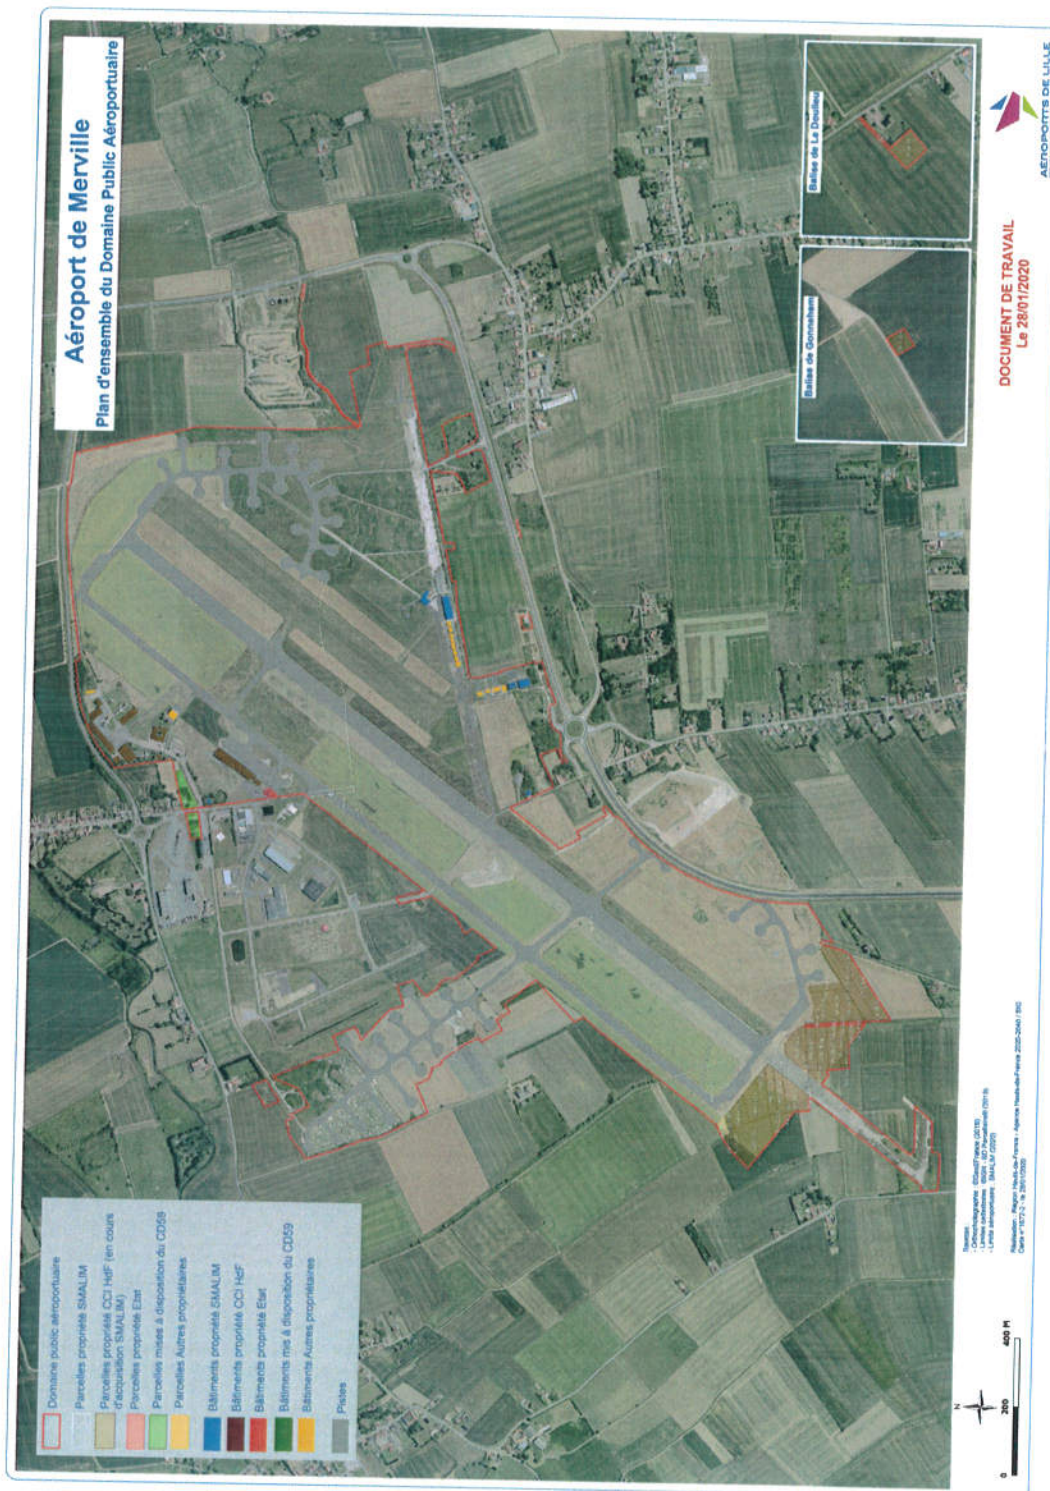 Aéroport de Merville
Plan d'ensemble du Domaine Public Aéroportuaire
Balise de Gonnehem
Balise de La Doulieu
AÉROPORTS DE LILLE
DOCUMENT DE TRAVAIL
Le 28/01/2020
Domaine public aéroportuaire
Parcelles propriété SMALIM
Parcelles propriété CCI HdF (en cours
d'acquisition SMALIM)
Parcelles propriété Etat
Parcelles mises à disposition du CD59
Parcelles Autres propriétaires
Bâtiments propriété SMALIM
Bâtiments propriété CCI HdF
Bâtiments propriété Etat
Bâtiments mis à disposition du CD59
Bâtiments Autres propriétaires
Pistes
N
0 200 400 M